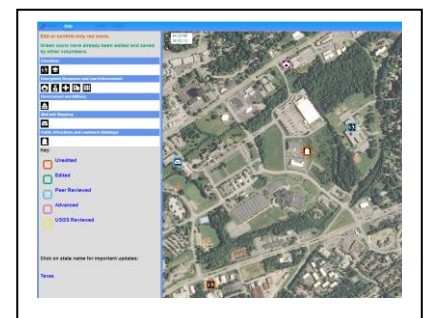 Map
Edit or confirm only red icons.
Green icons have already been edited and saved
by other volunteers.
Education
Emergency Response and Law Enforcement
Government and Military
Mail and Shipping
Public Attractions and Landmark Buildings
Key:
Unedited
Edited
Peer Reviewed
Advanced
USGS Reviewed
Click on state name for important updates:
Texas